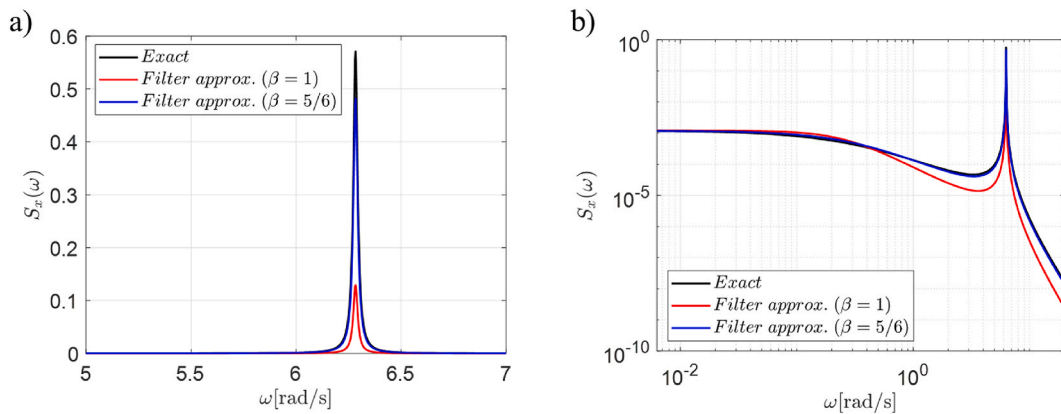 a)
0.6
0.5
0.4
0.3
0.2
0.1
0
S_x(ω)
Exact
Filter approx. (β = 1)
Filter approx. (β = 5/6)
5
5.5
6
6.5
7
ω[rad/s]
b)
10^0
10^-5
10^-10
S_x(ω)
Exact
Filter approx. (β = 1)
Filter approx. (β = 5/6)
10^-2
10^0
ω[rad/s]